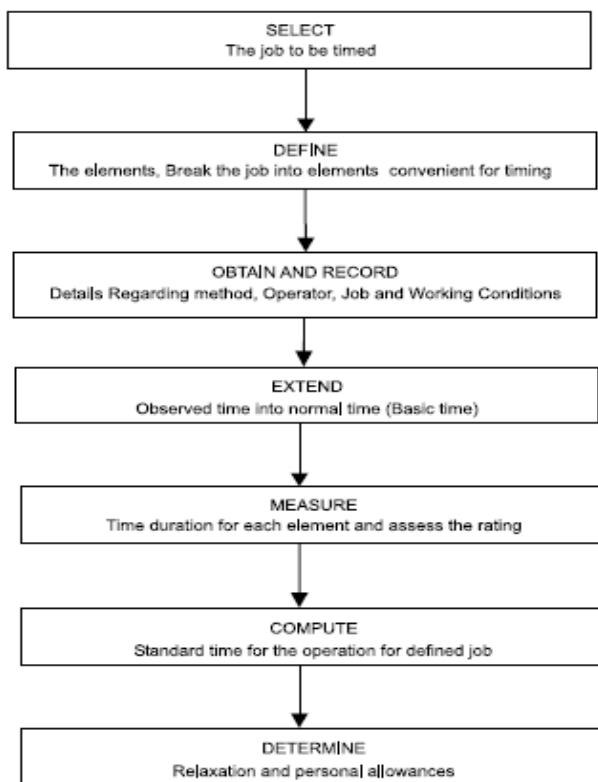 SELECT
The job to be timed
DEFINE
The elements, Break the job into elements convenient for timing
OBTAIN AND RECORD
Details Regarding method, Operator, Job and Working Conditions
EXTEND
Observed time into normal time (Basic time)
MEASURE
Time duration for each element and assess the rating
COMPUTE
Standard time for the operation for defined job
DETERMINE
Relaxation and personal allowances